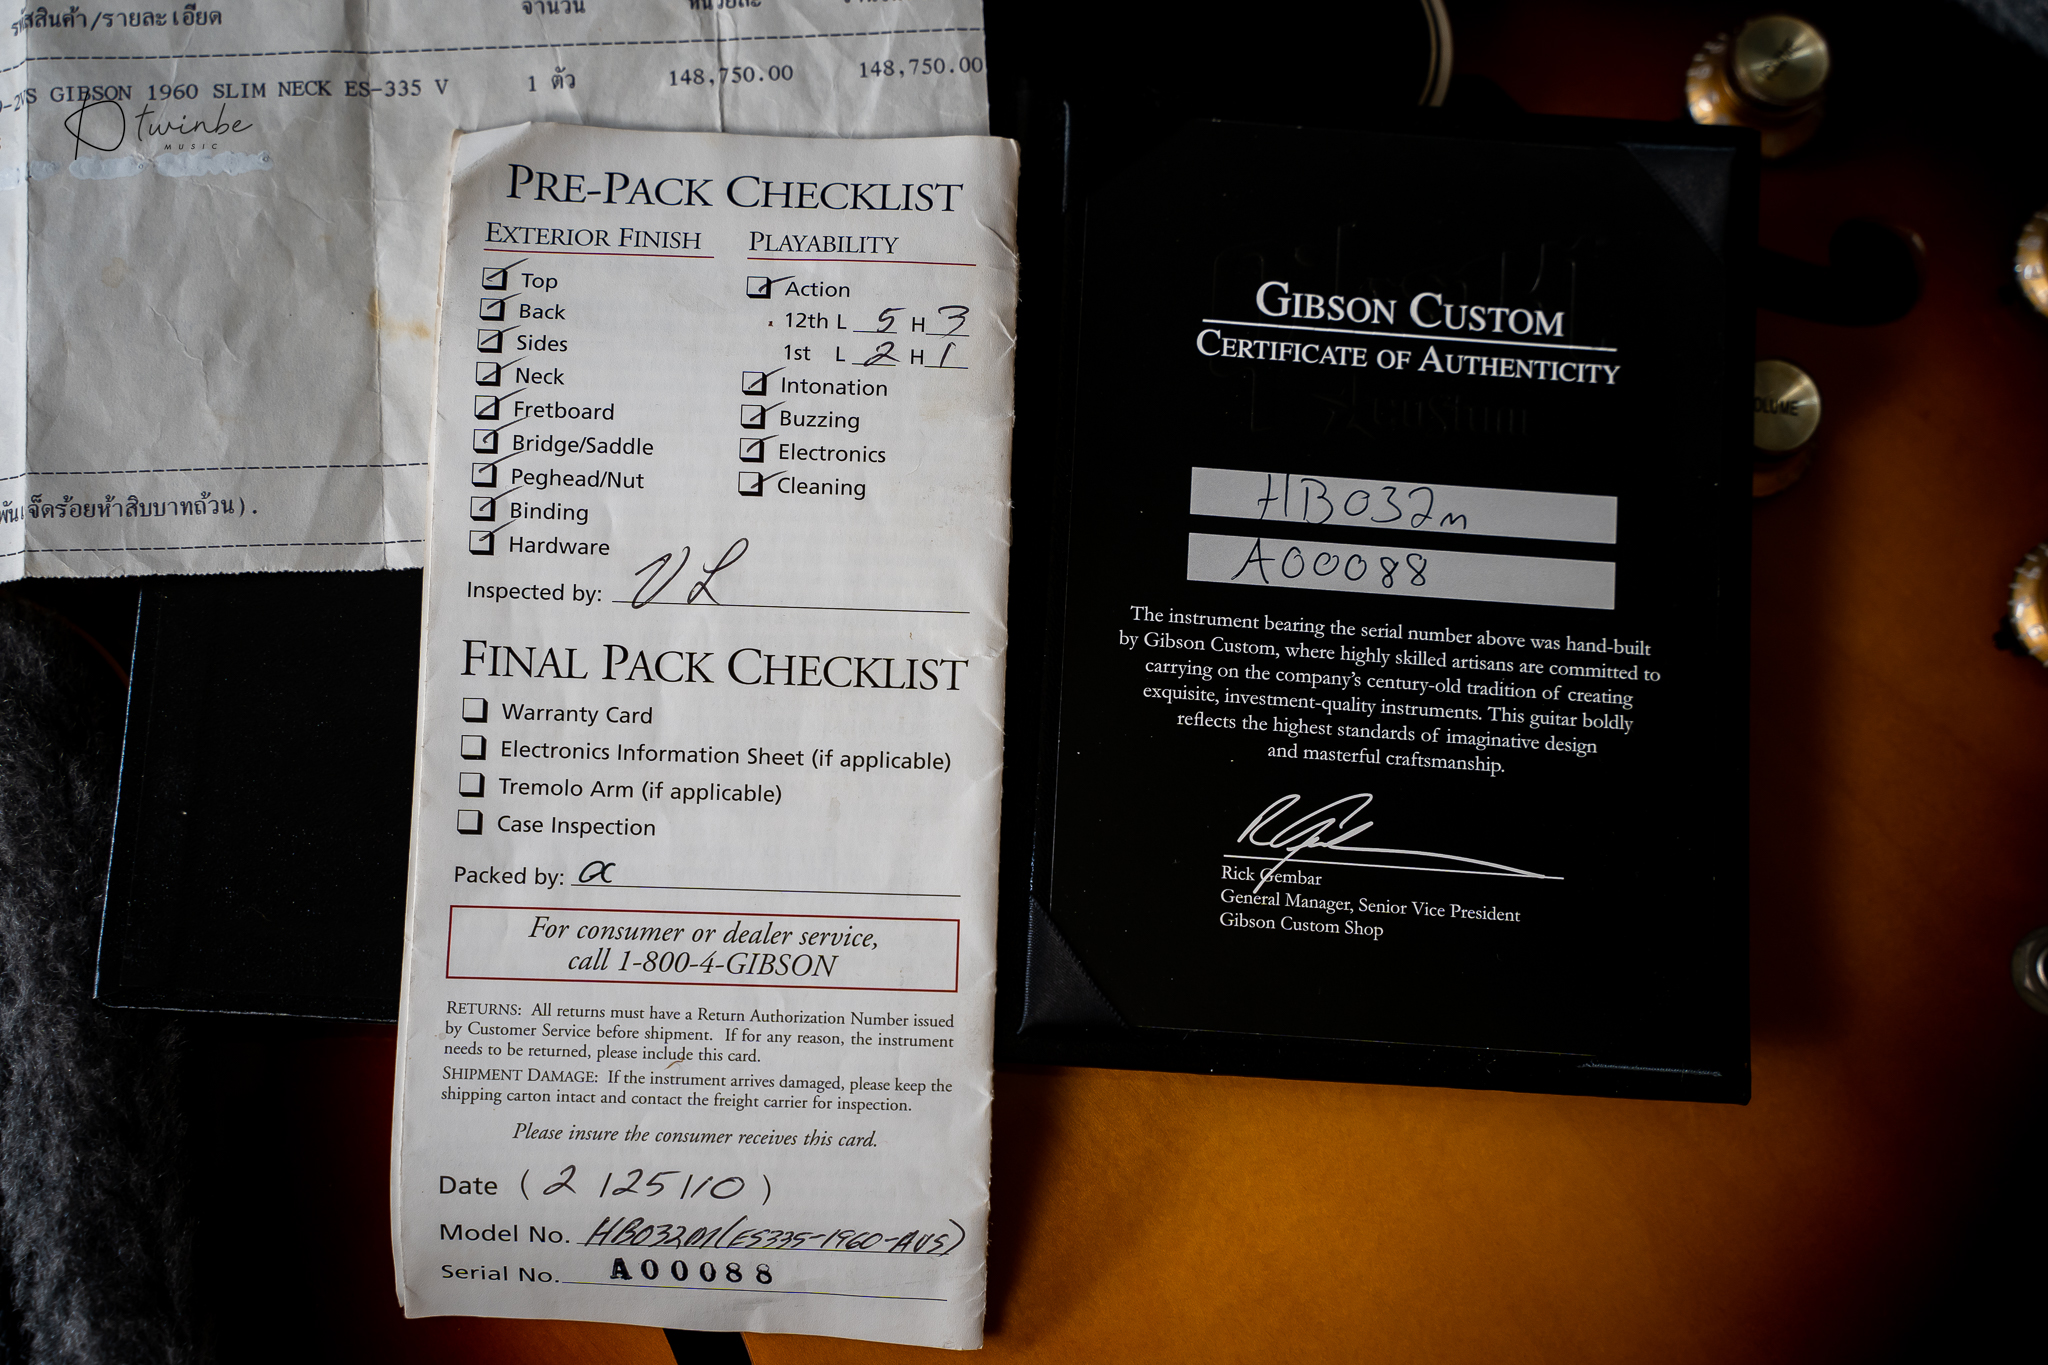 รหัสสินค้า/รายละเอียด
จำนวน
-2VS GIBSON 1960 SLIM NECK ES-335 V 1 ตัว 148,750.00 148,750.00
twinbe
MUSIC
จ็ดร้อยห้าสิบบาทถ้วน).
PRE-PACK CHECKLIST
EXTERIOR FINISH
Top
Back
Sides
Neck
Fretboard
Bridge/Saddle
Peghead/Nut
Binding
Hardware
PLAYABILITY
Action
12th L 5 H 3
1st L 2 H 1
Intonation
Buzzing
Electronics
Cleaning
Inspected by: VL
FINAL PACK CHECKLIST
Warranty Card
Electronics Information Sheet (if applicable)
Tremolo Arm (if applicable)
Case Inspection
Packed by:
For consumer or dealer service,
call 1-800-4-GIBSON
RETURNS: All returns must have a Return Authorization Number issued
by Customer Service before shipment. If for any reason, the instrument
needs to be returned, please include this card.
SHIPMENT DAMAGE: If the instrument arrives damaged, please keep the
shipping carton intact and contact the freight carrier for inspection.
Please insure the consumer receives this card.
Date (2/25/10)
Model No. HB032M(ES335-1960-AVS)
Serial No. A00088
GIBSON CUSTOM
CERTIFICATE OF AUTHENTICITY
HB032m
A00088
The instrument bearing the serial number above was hand-built
by Gibson Custom, where highly skilled artisans are committed to
carrying on the company's century-old tradition of creating
exquisite, investment-quality instruments. This guitar boldly
reflects the highest standards of imaginative design
and masterful craftsmanship.
Rick Gembar
General Manager, Senior Vice President
Gibson Custom Shop
VOLUME